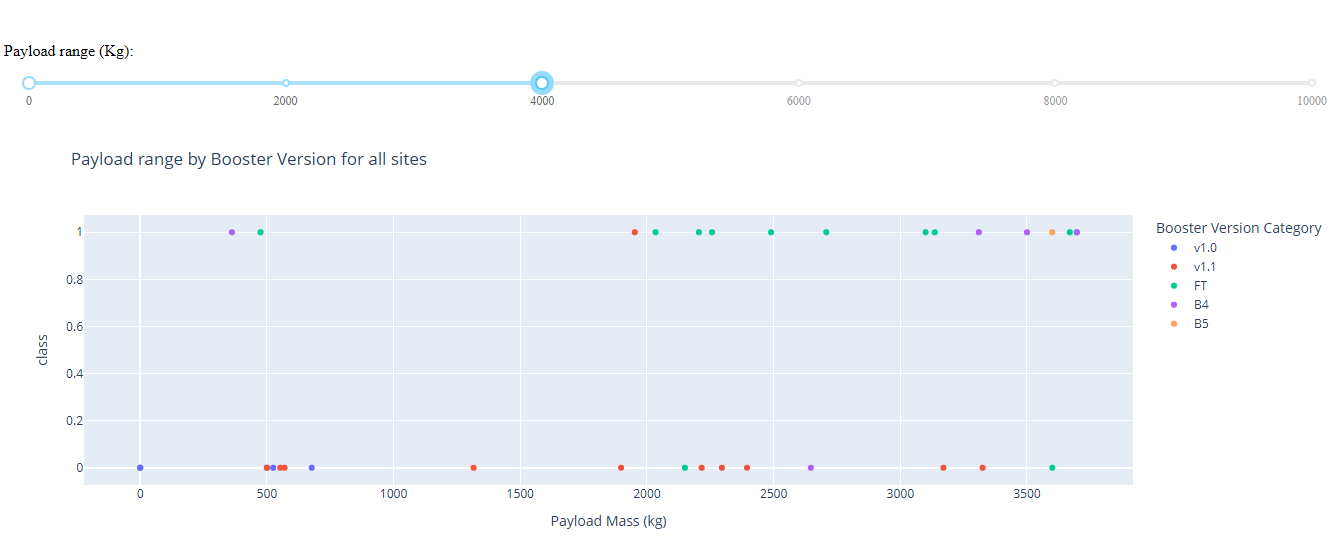 Payload range (Kg):
0 2000 4000 6000 8000 10000
Payload range by Booster Version for all sites
1
0.8
0.6
0.4
0.2
0
class
0 500 1000 1500 2000 2500 3000 3500
Payload Mass (kg)
Booster Version Category
v1.0
v1.1
FT
B4
B5